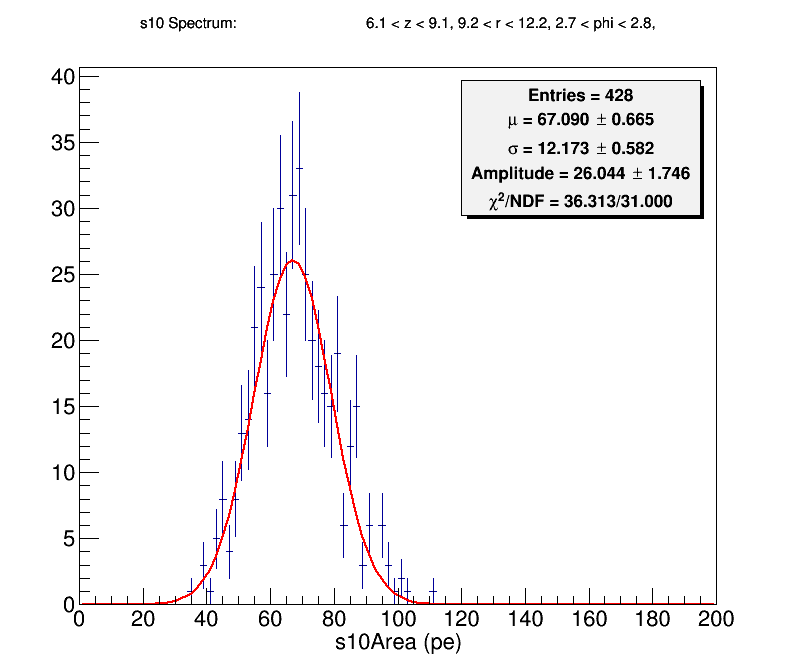 s10 Spectrum: 6.1 < z < 9.1, 9.2 < r < 12.2, 2.7 < phi < 2.8,
Entries = 428
μ = 67.090 ± 0.665
σ = 12.173 ± 0.582
Amplitude = 26.044 ± 1.746
χ²/NDF = 36.313/31.000
40
35
30
25
20
15
10
5
0
0 20 40 60 80 100 120 140 160 180 200
s10Area (pe)